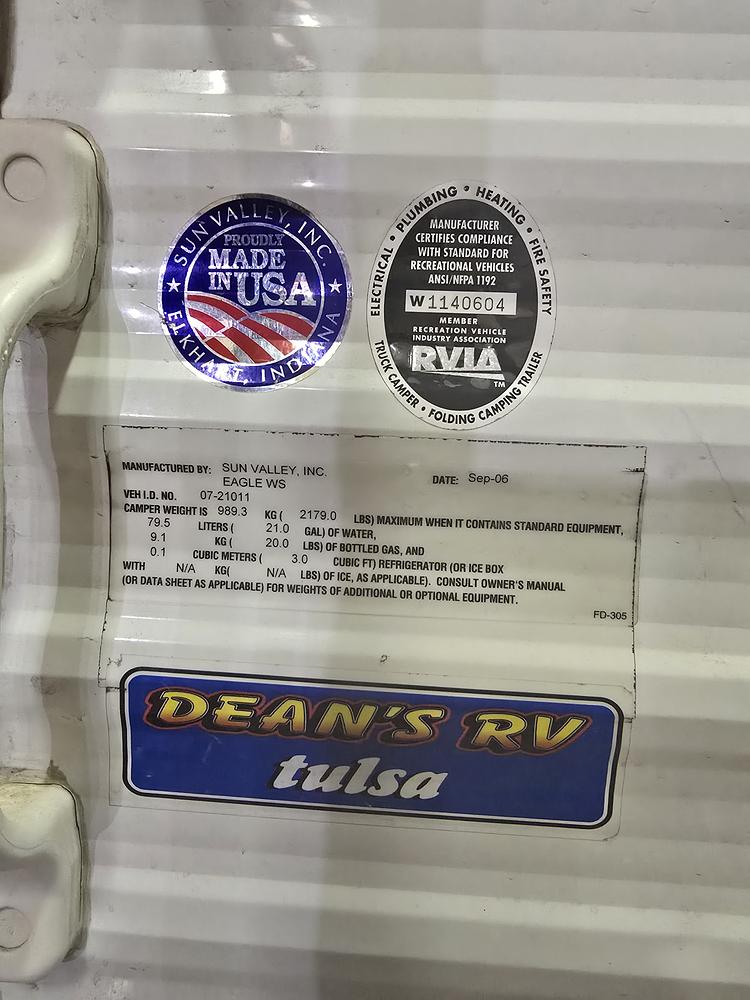 SUN VALLEY, INC.
PROUDLY
MADE
IN USA
ELKHART, INDIANA
ELECTRICAL • PLUMBING • HEATING • FIRE SAFETY
MANUFACTURER
CERTIFIES COMPLIANCE
WITH STANDARD FOR
RECREATIONAL VEHICLES
ANSI/NFPA 1192
W1140604
MEMBER
RECREATION VEHICLE
INDUSTRY ASSOCIATION
RVIA
TM
TRUCK CAMPER • FOLDING CAMPING TRAILER
MANUFACTURED BY: SUN VALLEY, INC. DATE: Sep-06
EAGLE WS
VEH I.D. NO. 07-21011
CAMPER WEIGHT IS 989.3 KG ( 2179.0 LBS) MAXIMUM WHEN IT CONTAINS STANDARD EQUIPMENT,
79.5 LITERS ( 21.0 GAL) OF WATER,
9.1 KG ( 20.0 LBS) OF BOTTLED GAS, AND
0.1 CUBIC METERS ( 3.0 CUBIC FT) REFRIGERATOR (OR ICE BOX
WITH N/A KG( N/A LBS) OF ICE, AS APPLICABLE). CONSULT OWNER'S MANUAL
(OR DATA SHEET AS APPLICABLE) FOR WEIGHTS OF ADDITIONAL OR OPTIONAL EQUIPMENT.
FD-305
DEAN'S RV
tulsa